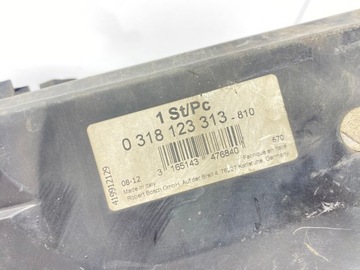 1 St/Pc
0 318 123 313 - 810
670
08-12
3 165143 476840
Made in Italy
Fabriqué en Italie
Robert Bosch GmbH, Auf der Breit 4, 76227 Karlsruhe, Germany